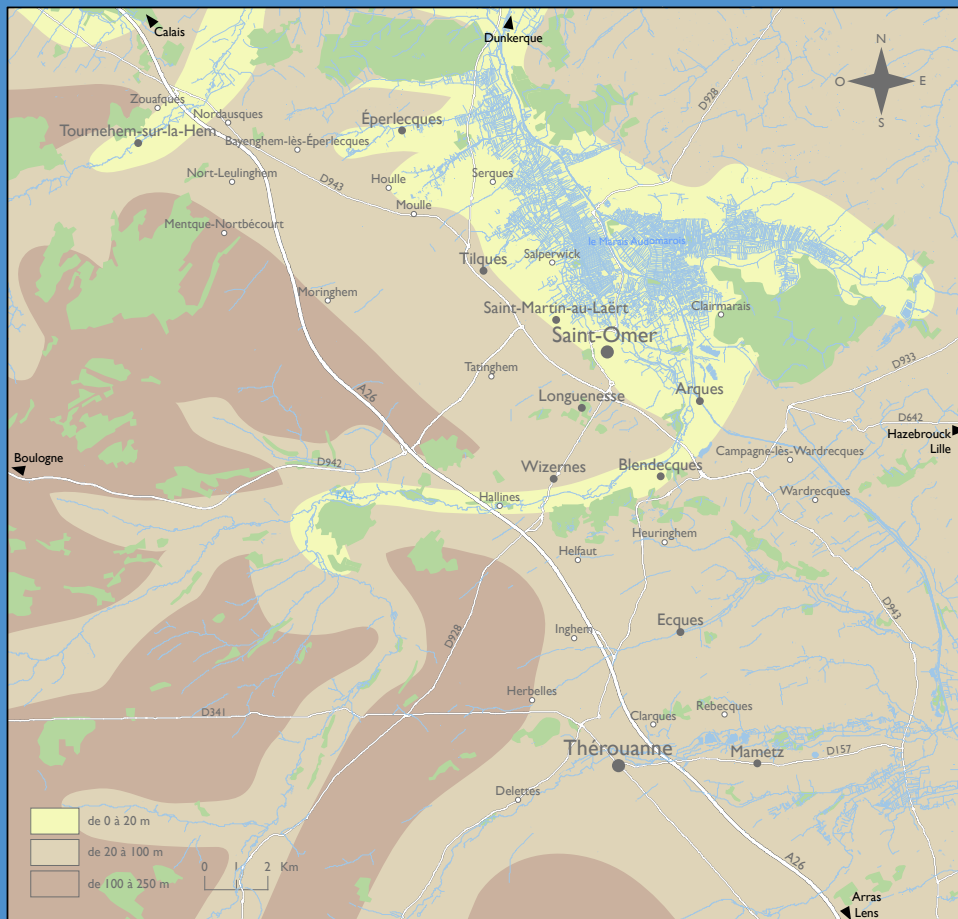 Calais
Dunkerque
N
O
E
S
D928
Zouafques
Nordausques
Éperlecques
Tournehem-sur-la-Hem
Bayenghem-lès-Éperlecques
Nort-Leulinghem
D943
Houlle
Serques
Moulle
Mentque-Nortbécourt
le Marais Audomarois
Tilques
Salperwick
Moringhem
Saint-Martin-au-Laërt
Clairmarais
Saint-Omer
D933
Tatinghem
A26
Longuenesse
Arques
D642
Hazebrouck
Lille
Boulogne
D942
Wizernes
Blendecques
Campagne-lès-Wardrecques
Hallines
Wardrecques
Heuringhem
Helfaut
D943
D928
Inghem
Ecques
Herbelles
D341
Clarques
Rebecques
Thérouanne
Mametz
D157
Delettes
de 0 à 20 m
de 20 à 100 m
de 100 à 250 m
0 1 2 Km
A26
Arras
Lens